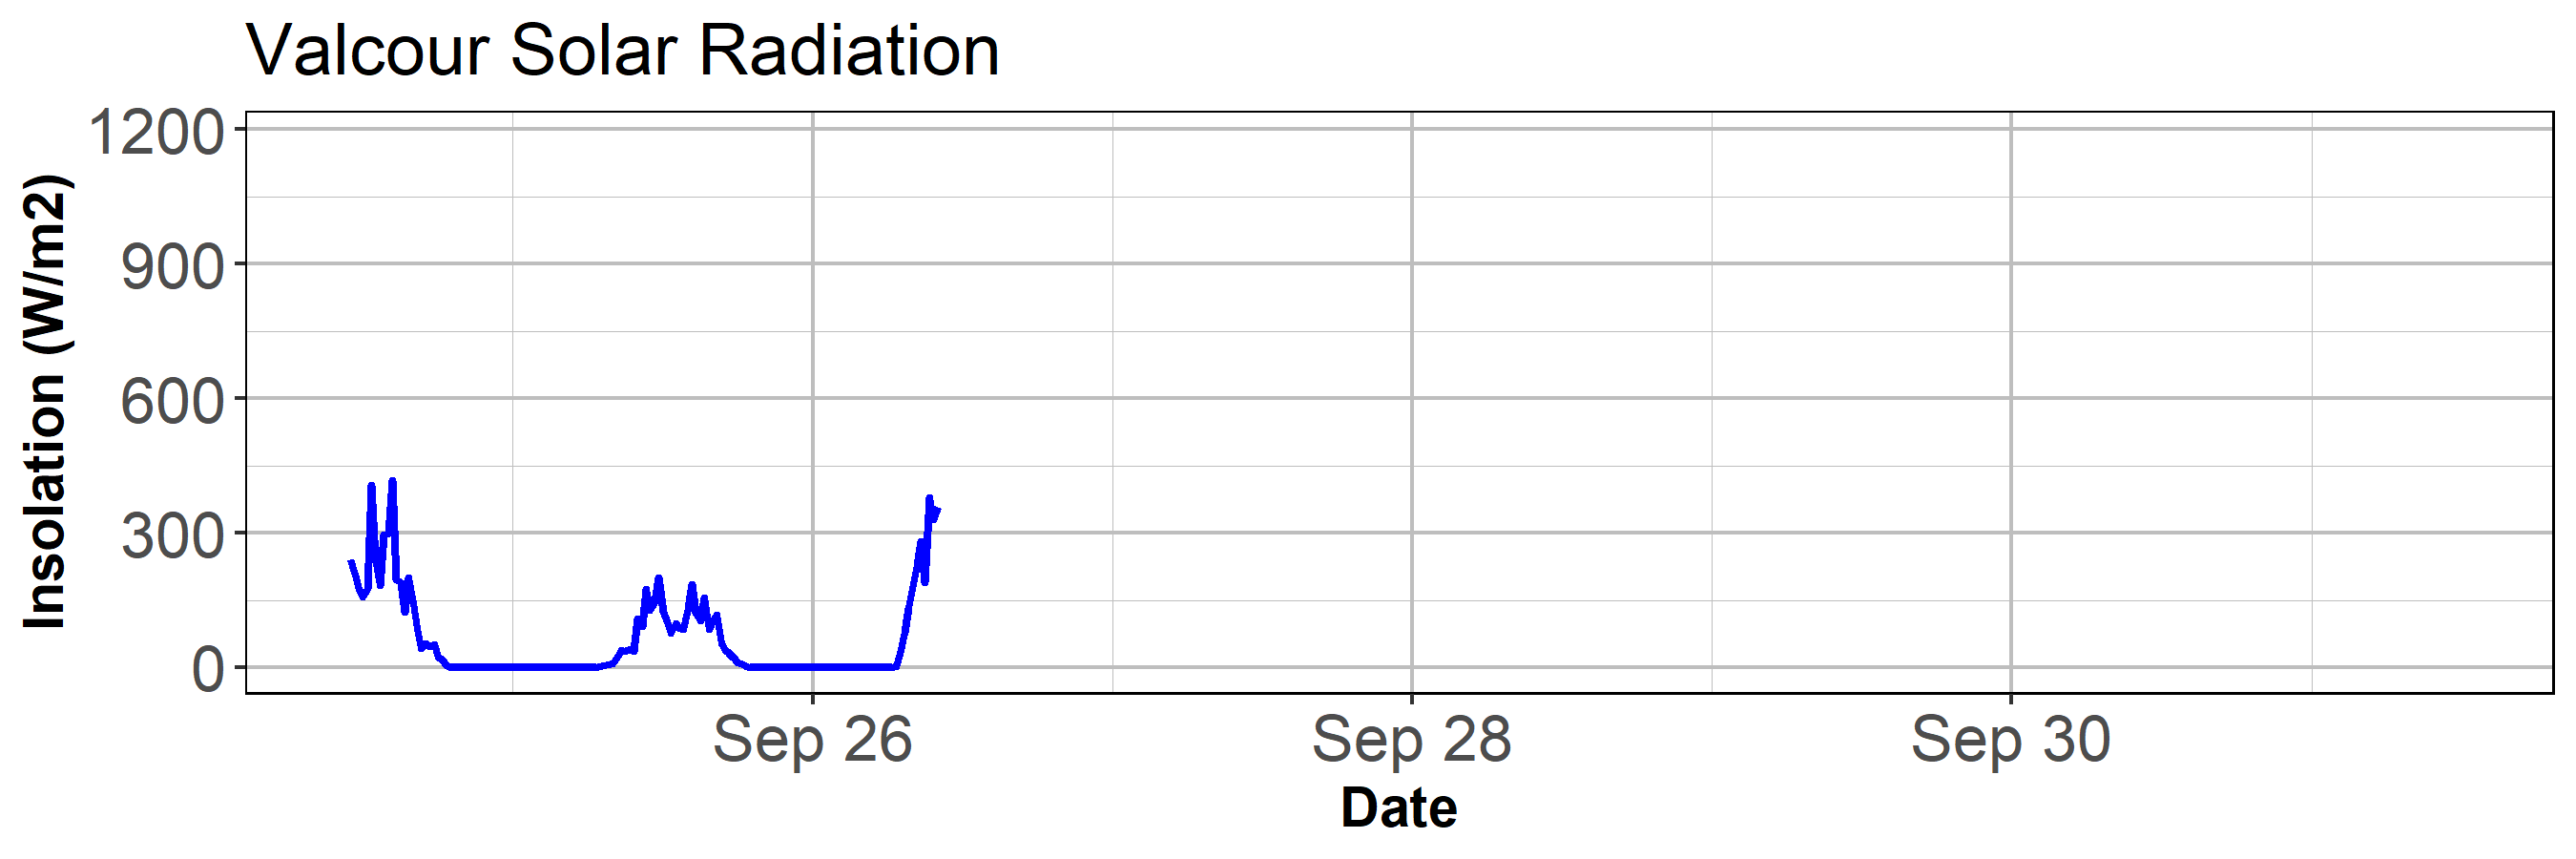 Valcour Solar Radiation
Insolation (W/m2)
1200
900
600
300
0
Sep 26 Sep 28 Sep 30
Date